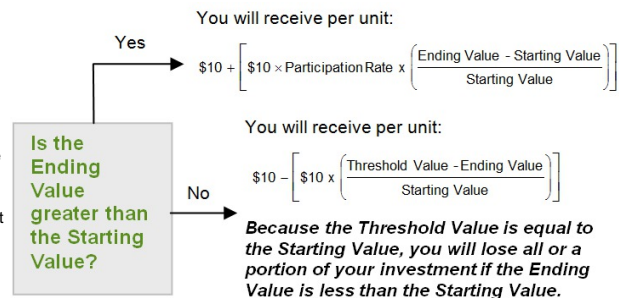 You will receive per unit:
Yes
$10 + [ $10 × Participation Rate x ( Ending Value - Starting Value / Starting Value ) ]
Is the
Ending
Value
greater than
the Starting
Value?
You will receive per unit:
$10 − [ $10 x ( Threshold Value - Ending Value / Starting Value ) ]
No
Because the Threshold Value is equal to
the Starting Value, you will lose all or a
portion of your investment if the Ending
Value is less than the Starting Value.